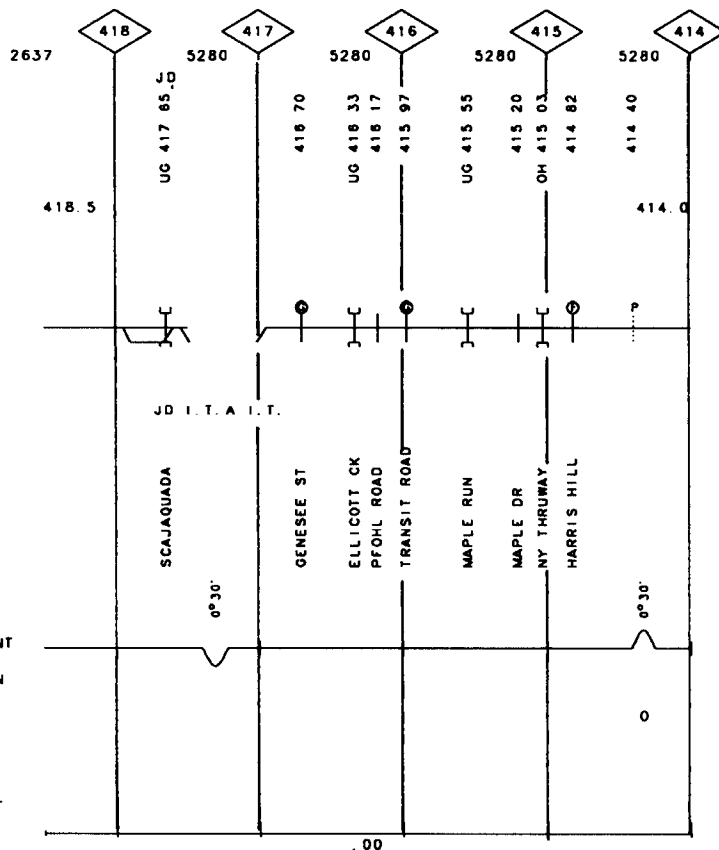 418 417 416 415 414
2637 5280 5280 5280 5280
JD
UG 417 65
416 70
UG 416 33
416 17
415 97
UG 415 55
415 20
OH 415 03
414 82
414 40
418.5 414.0
P
JD I.T.A I.T.
SCAJAQUADA
GENESEE ST
ELLICOTT CK
PFOHL ROAD
TRANSIT ROAD
MAPLE RUN
MAPLE DR
NY THRUWAY
HARRIS HILL
0°30'
0°30'
NT
N
0
.00